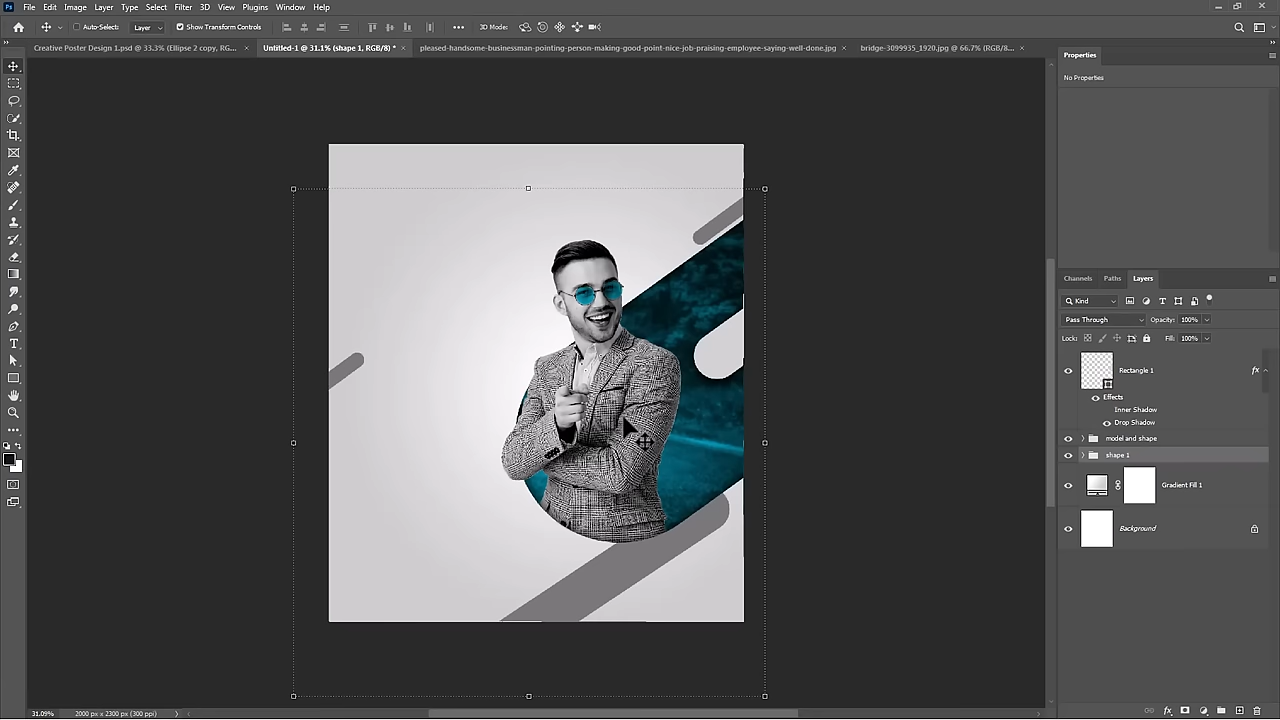 Ps File Edit Image Layer Type Select Filter 3D View Plugins Window Help
Auto-Select: Layer Show Transform Controls 3D Mode:
Creative Poster Design 1.psd @ 33.3% (Ellipse 2 copy, RG... × Untitled-1 @ 31.1% (shape 1, RGB/8) * × pleased-handsome-businessman-pointing-person-making-good-point-nice-job-praising-employee-saying-well-done.jpg × bridge-3099935_1920.jpg @ 66.7% (RGB/8... ×
Properties
No Properties
Channels Paths Layers
Kind
Pass Through Opacity: 100%
Lock: Fill: 100%
Rectangle 1 fx
Effects
Inner Shadow
Drop Shadow
model and shape
shape 1
Gradient Fill 1
Background
31.09% 2000 px x 2300 px (300 ppi)
fx